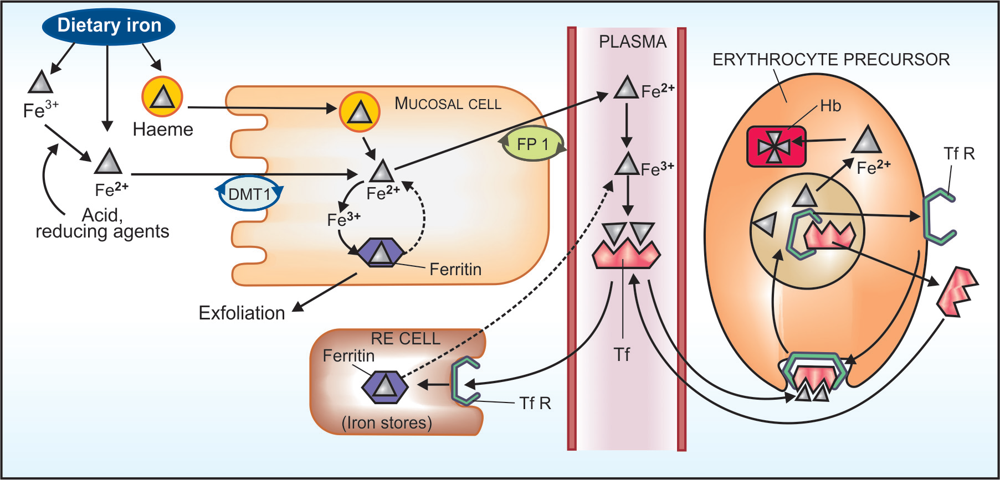 Dietary iron
Fe3+
Haeme
Fe2+
Acid,
reducing agents
DMT1
MUCOSAL CELL
Fe2+
Fe3+
Ferritin
Exfoliation
FP 1
RE CELL
Ferritin
(Iron stores)
Tf R
PLASMA
Fe2+
Fe3+
Tf
ERYTHROCYTE PRECURSOR
Hb
Fe2+
Tf R